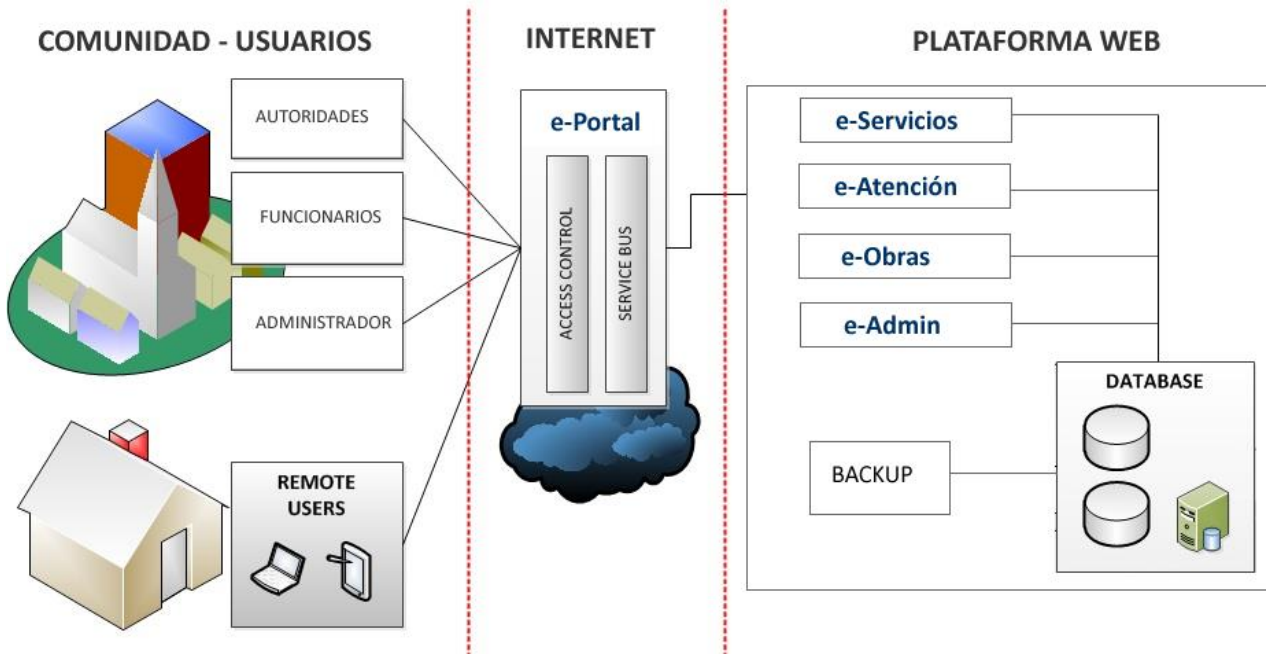 COMUNIDAD - USUARIOS
AUTORIDADES
FUNCIONARIOS
ADMINISTRADOR
REMOTE
USERS
INTERNET
e-Portal
ACCESS CONTROL
SERVICE BUS
PLATAFORMA WEB
e-Servicios
e-Atención
e-Obras
e-Admin
DATABASE
BACKUP